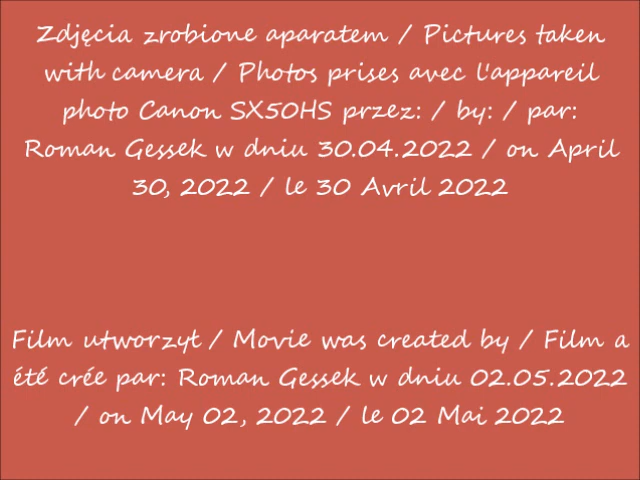 Zdjęcia zrobione aparatem / Pictures taken
with camera / Photos prises avec l'appareil
photo Canon SX50HS przez: / by: / par:
Roman Gessek w dniu 30.04.2022 / on April
30, 2022 / le 30 Avril 2022
Film utworzył / Movie was created by / Film a
été crée par: Roman Gessek w dniu 02.05.2022
/ on May 02, 2022 / le 02 Mai 2022